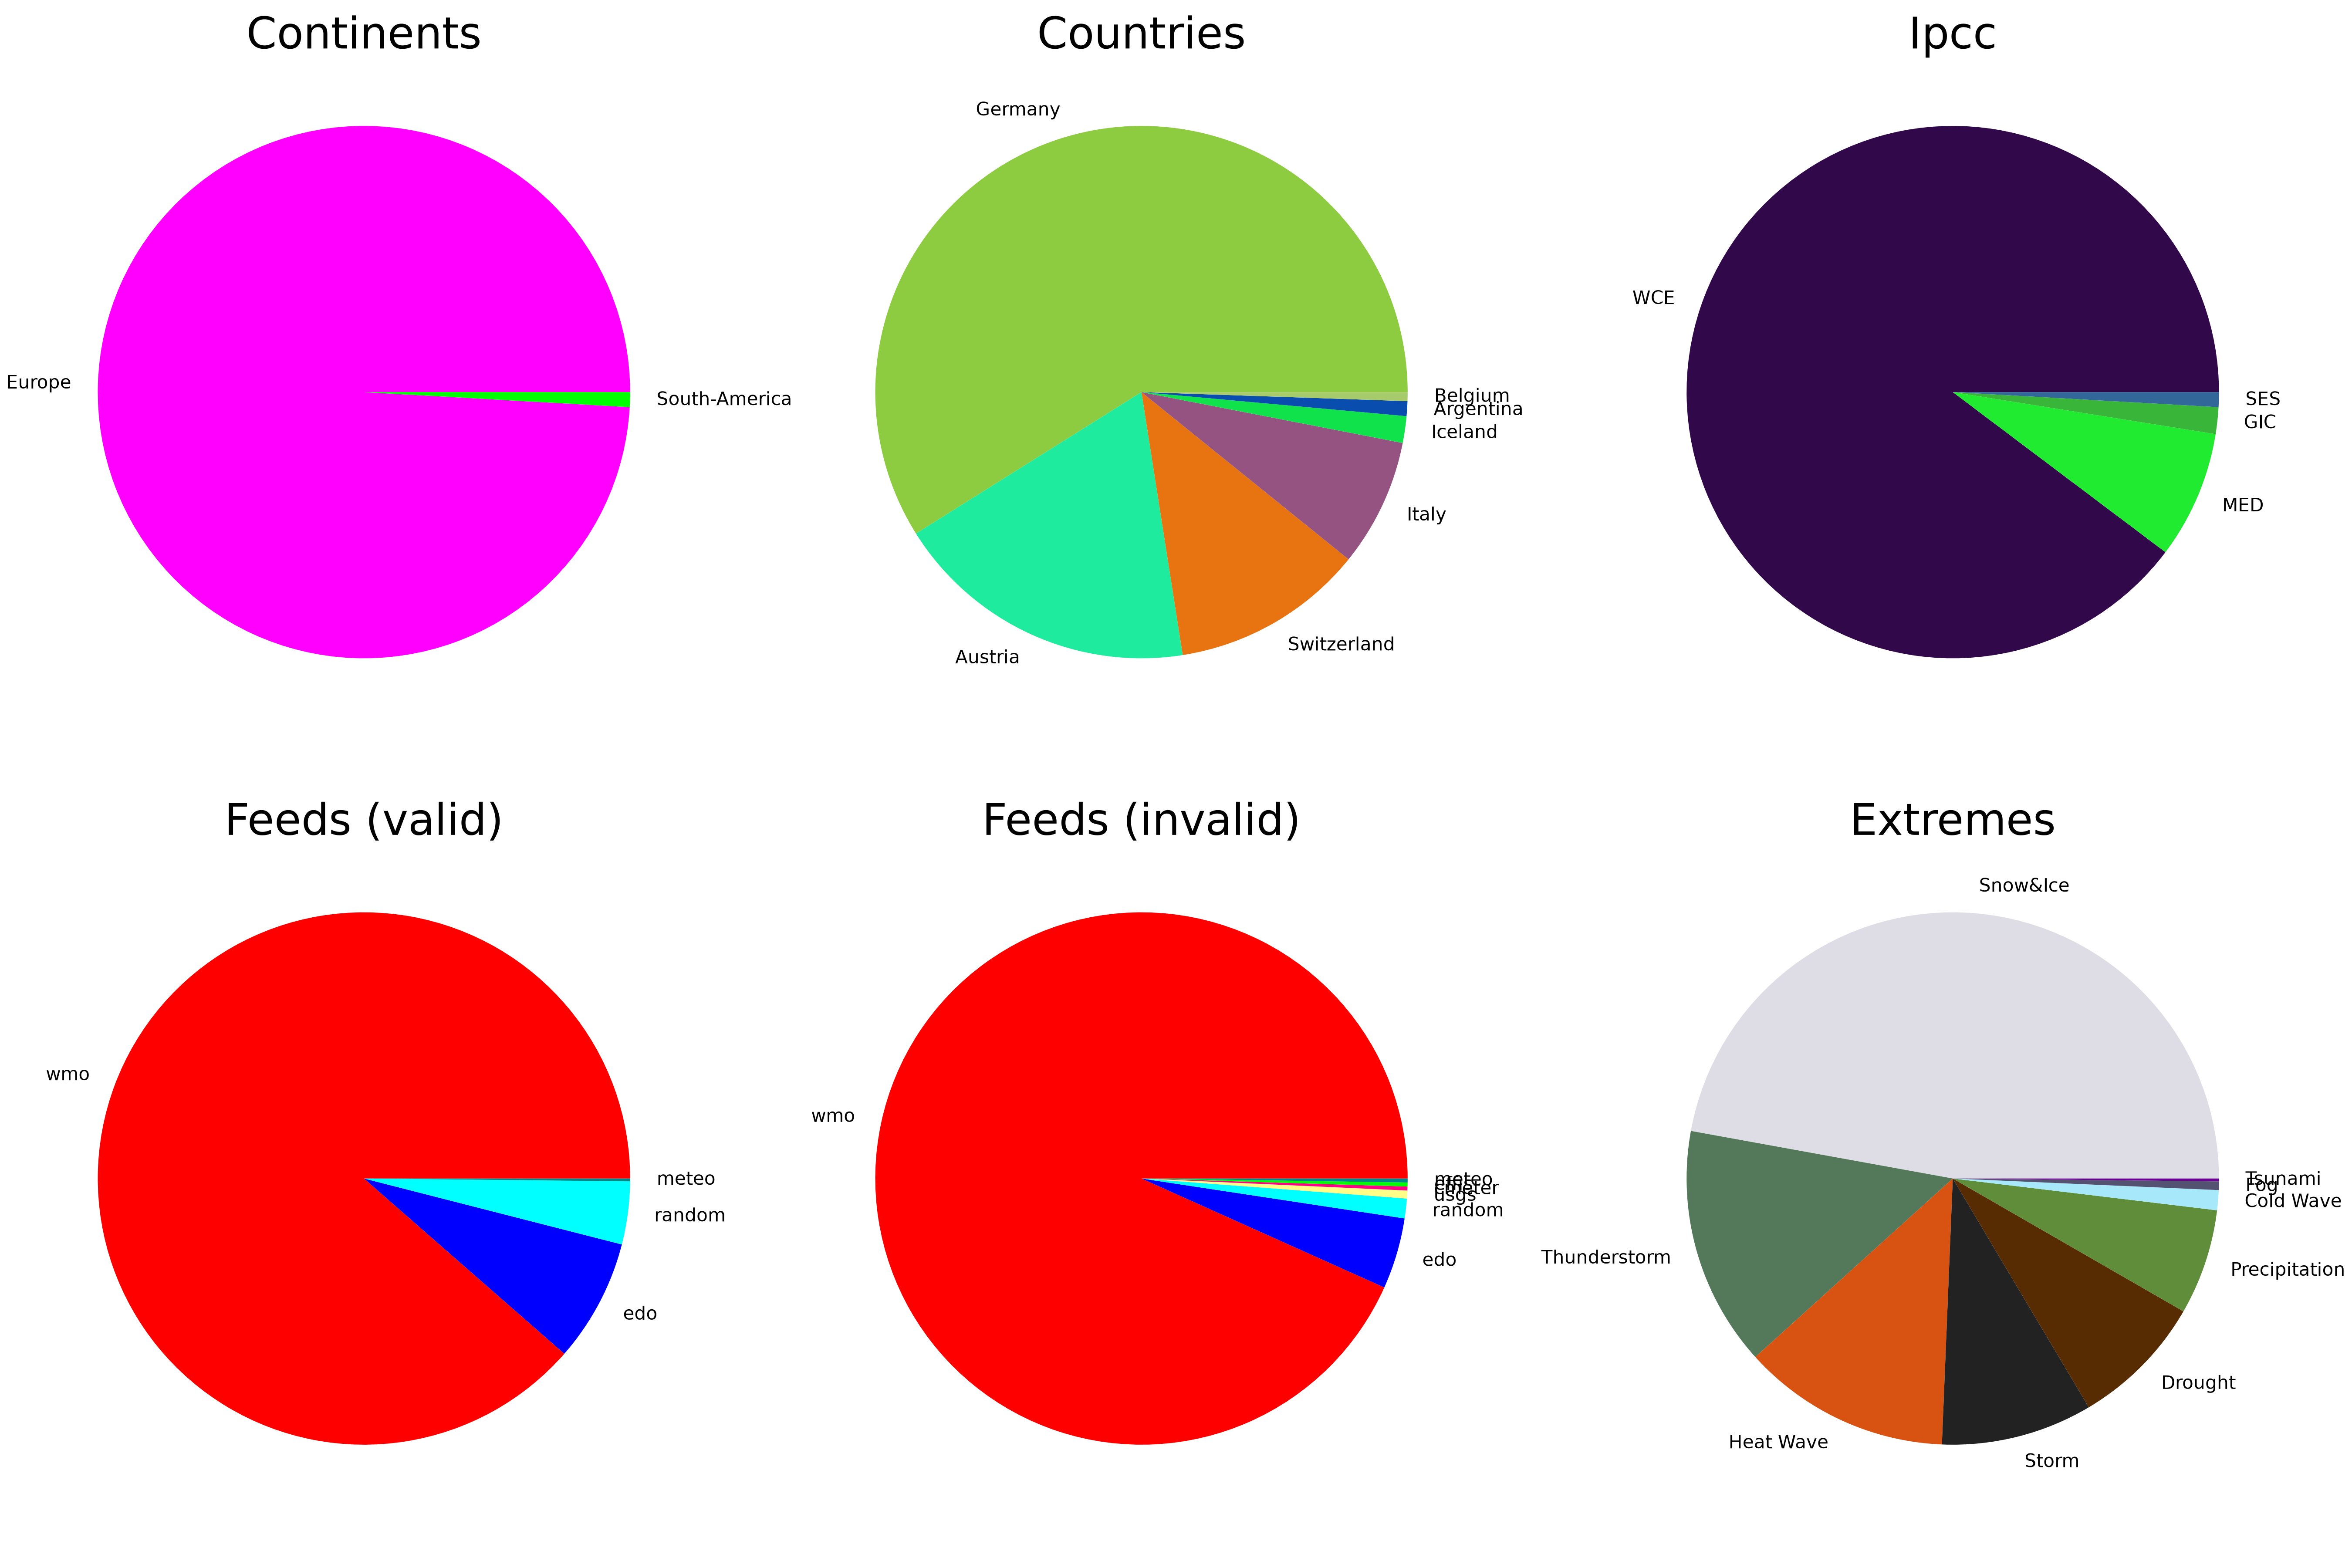 Continents
Europe
South-America
Countries
Germany
Belgium
Argentina
Iceland
Italy
Switzerland
Austria
Ipcc
WCE
SES
GIC
MED
Feeds (valid)
wmo
meteo
random
edo
Feeds (invalid)
wmo
meteo
usgs
random
edo
Extremes
Snow&Ice
Tsunami
Fog
Cold Wave
Thunderstorm
Precipitation
Drought
Heat Wave
Storm